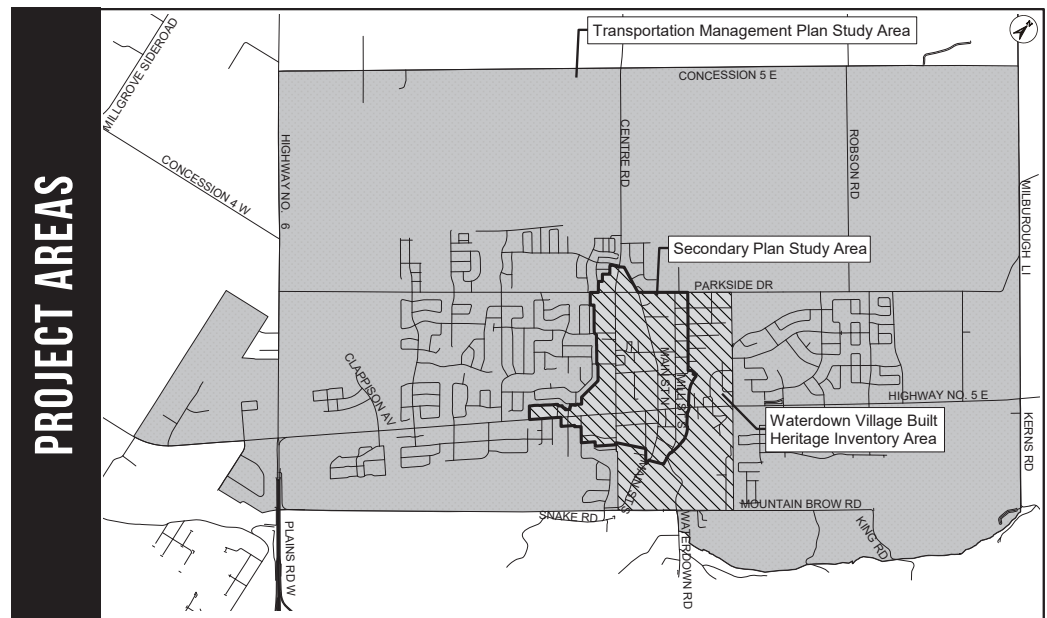 PROJECT AREAS
Transportation Management Plan Study Area
MILLGROVE SIDEROAD
CONCESSION 5 E
CONCESSION 4 W
HIGHWAY NO. 6
CENTRE RD
ROBSON RD
MILBOROUGH LI
Secondary Plan Study Area
PARKSIDE DR
CLAPPISON AV
MAIN ST N
MILL ST S
HIGHWAY NO. 5 E
Waterdown Village Built
Heritage Inventory Area
KERNS RD
MAIN ST S
MOUNTAIN BROW RD
SNAKE RD
PLAINS RD W
WATERDOWN RD
KING RD
N